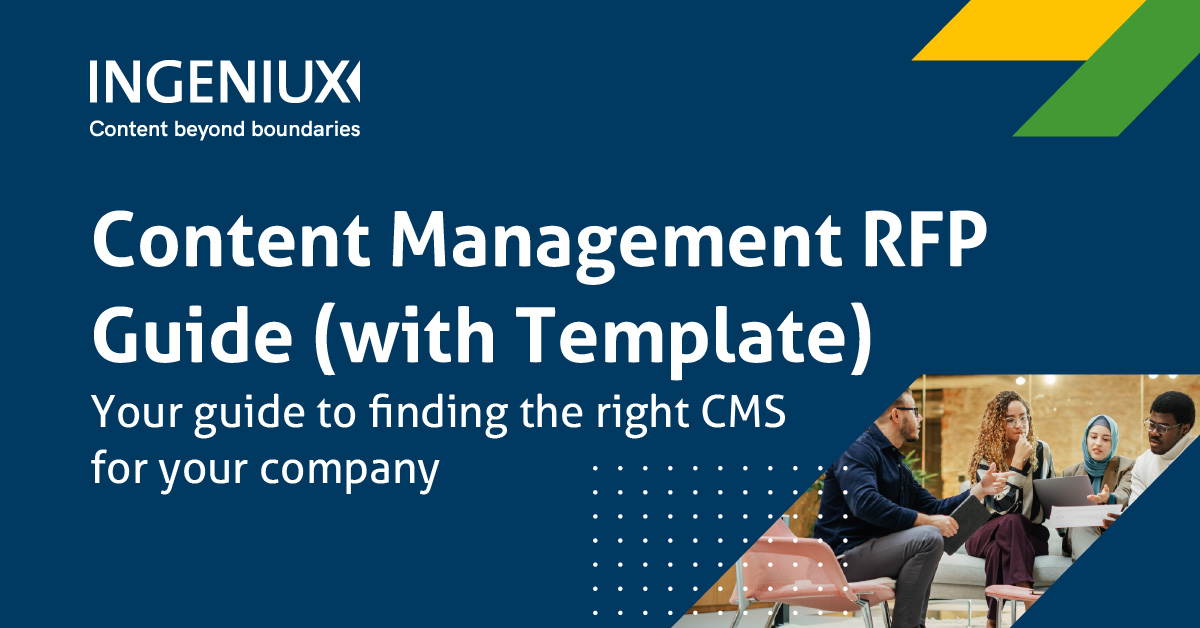 INGENIUX
Content beyond boundaries
Content Management RFP
Guide (with Template)
Your guide to finding the right CMS
for your company